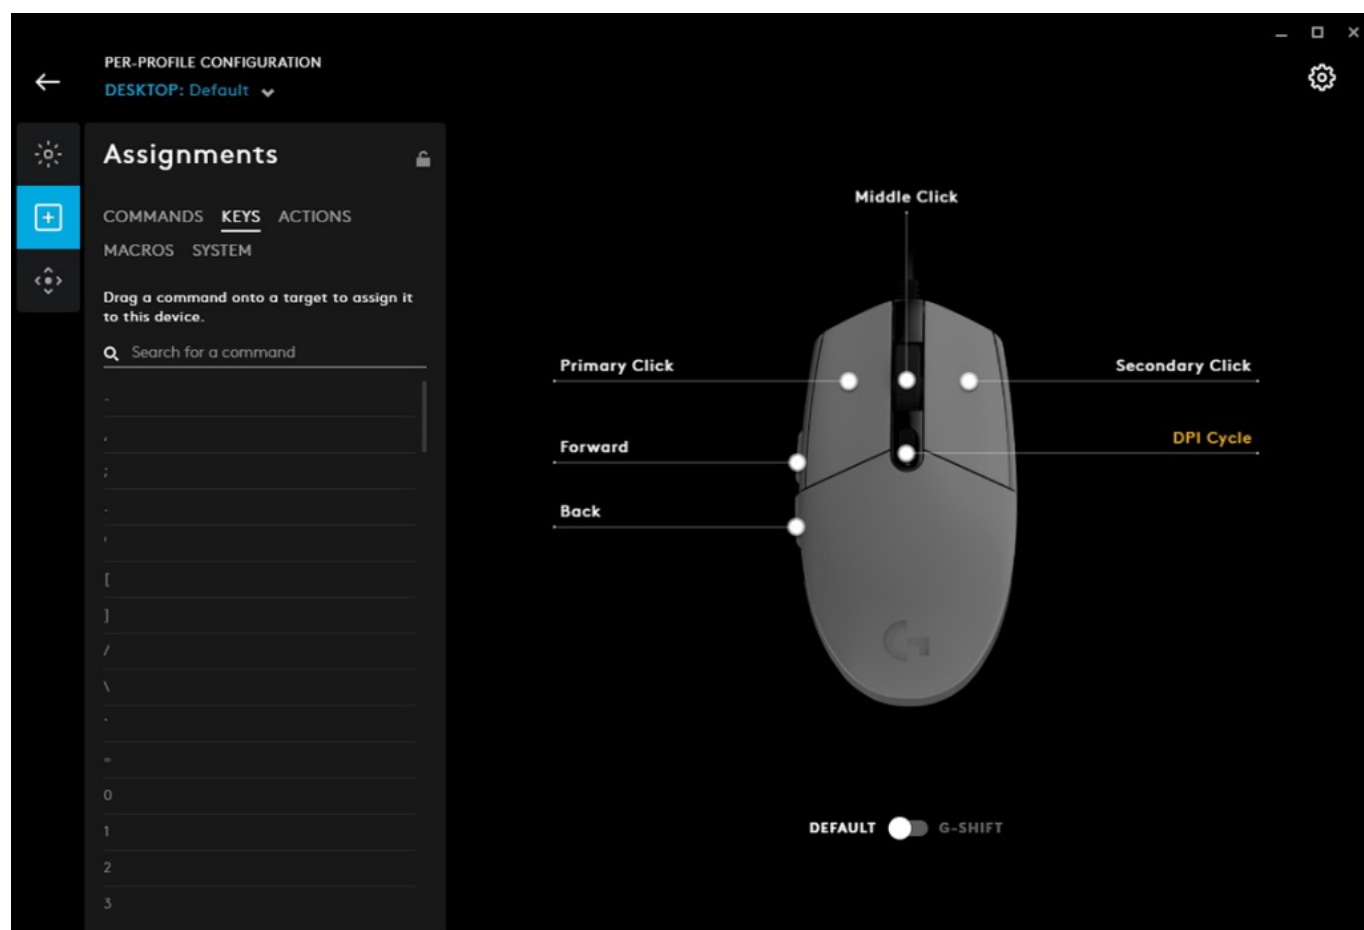 PER-PROFILE CONFIGURATION
DESKTOP: Default
Assignments
COMMANDS KEYS ACTIONS
MACROS SYSTEM
Drag a command onto a target to assign it
to this device.
Search for a command
-
,
;
.
'
[
]
/
\
`
=
0
1
2
3
Middle Click
Primary Click
Secondary Click
Forward
DPI Cycle
Back
G
DEFAULT G-SHIFT